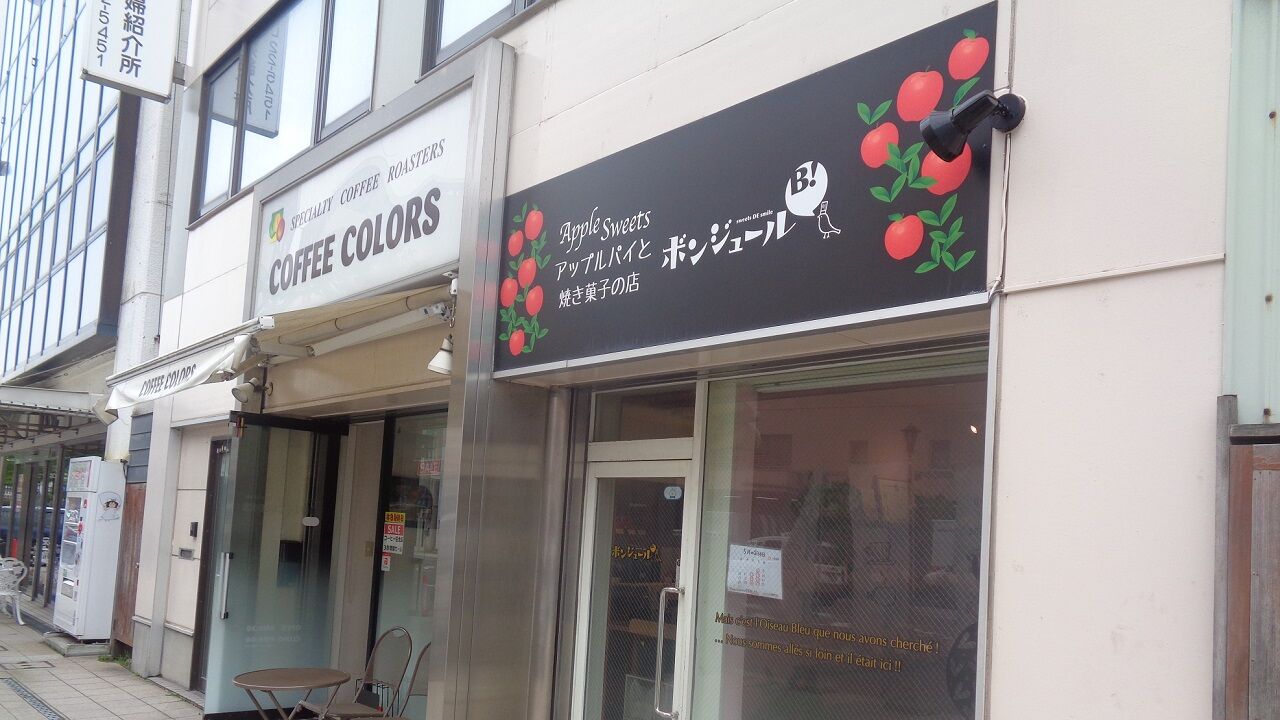 婦紹介所
-5451
SPECIALTY COFFEE ROASTERS
COFFEE COLORS
COFFEE COLORS
Apple Sweets
アップルパイと
焼き菓子の店
sweets DE smile
ボンジュール
B!
SALE
ボンジュール
Mais c'est l'Oiseau Bleu que nous avons cherché !
... Nous sommes allés si loin et il était ici !!